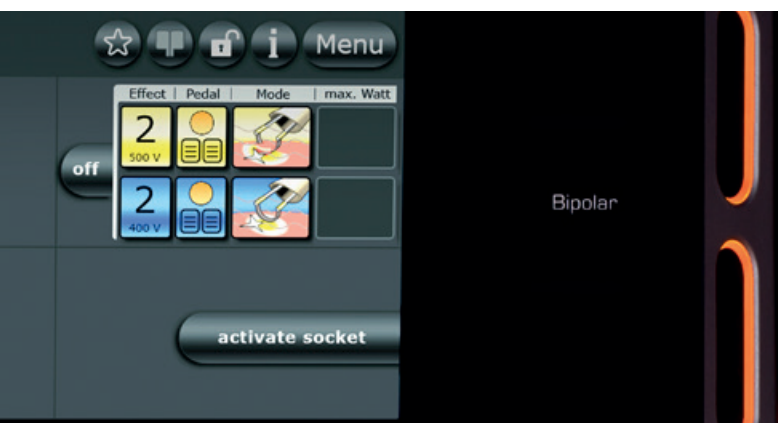 Menu
Effect | Pedal | Mode | max. Watt
2
500 V
off
2
400 V
Bipolar
activate socket